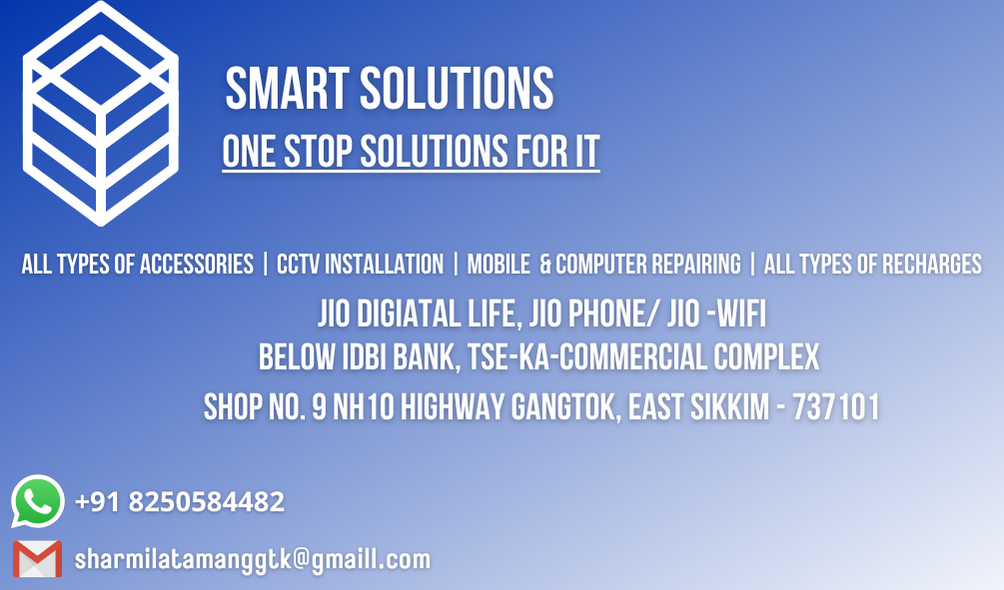 SMART SOLUTIONS
ONE STOP SOLUTIONS FOR IT
ALL TYPES OF ACCESSORIES | CCTV INSTALLATION | MOBILE & COMPUTER REPAIRING | ALL TYPES OF RECHARGES
JIO DIGIATAL LIFE, JIO PHONE/ JIO -WIFI
BELOW IDBI BANK, TSE-KA-COMMERCIAL COMPLEX
SHOP NO. 9 NH10 HIGHWAY GANGTOK, EAST SIKKIM - 737101
+91 8250584482
sharmilatamanggtk@gmaill.com